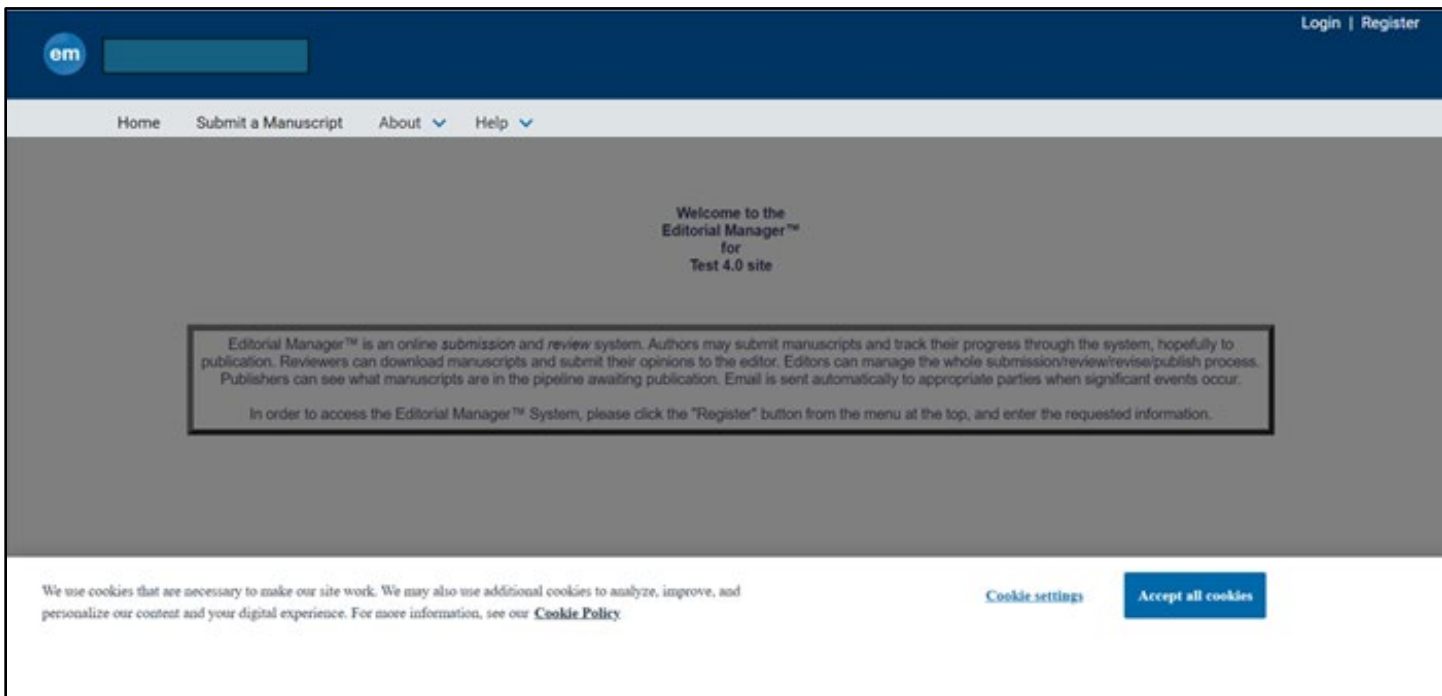 Login | Register
em
Home Submit a Manuscript About Help
Welcome to the
Editorial Manager™
for
Test 4.0 site
Editorial Manager™ is an online submission and review system. Authors may submit manuscripts and track their progress through the system, hopefully to
publication. Reviewers can download manuscripts and submit their opinions to the editor. Editors can manage the whole submission/review/revise/publish process.
Publishers can see what manuscripts are in the pipeline awaiting publication. Email is sent automatically to appropriate parties when significant events occur.
In order to access the Editorial Manager™ System, please click the "Register" button from the menu at the top, and enter the requested information.
We use cookies that are necessary to make our site work. We may also use additional cookies to analyze, improve, and
personalize our content and your digital experience. For more information, see our Cookie Policy
Cookie settings
Accept all cookies